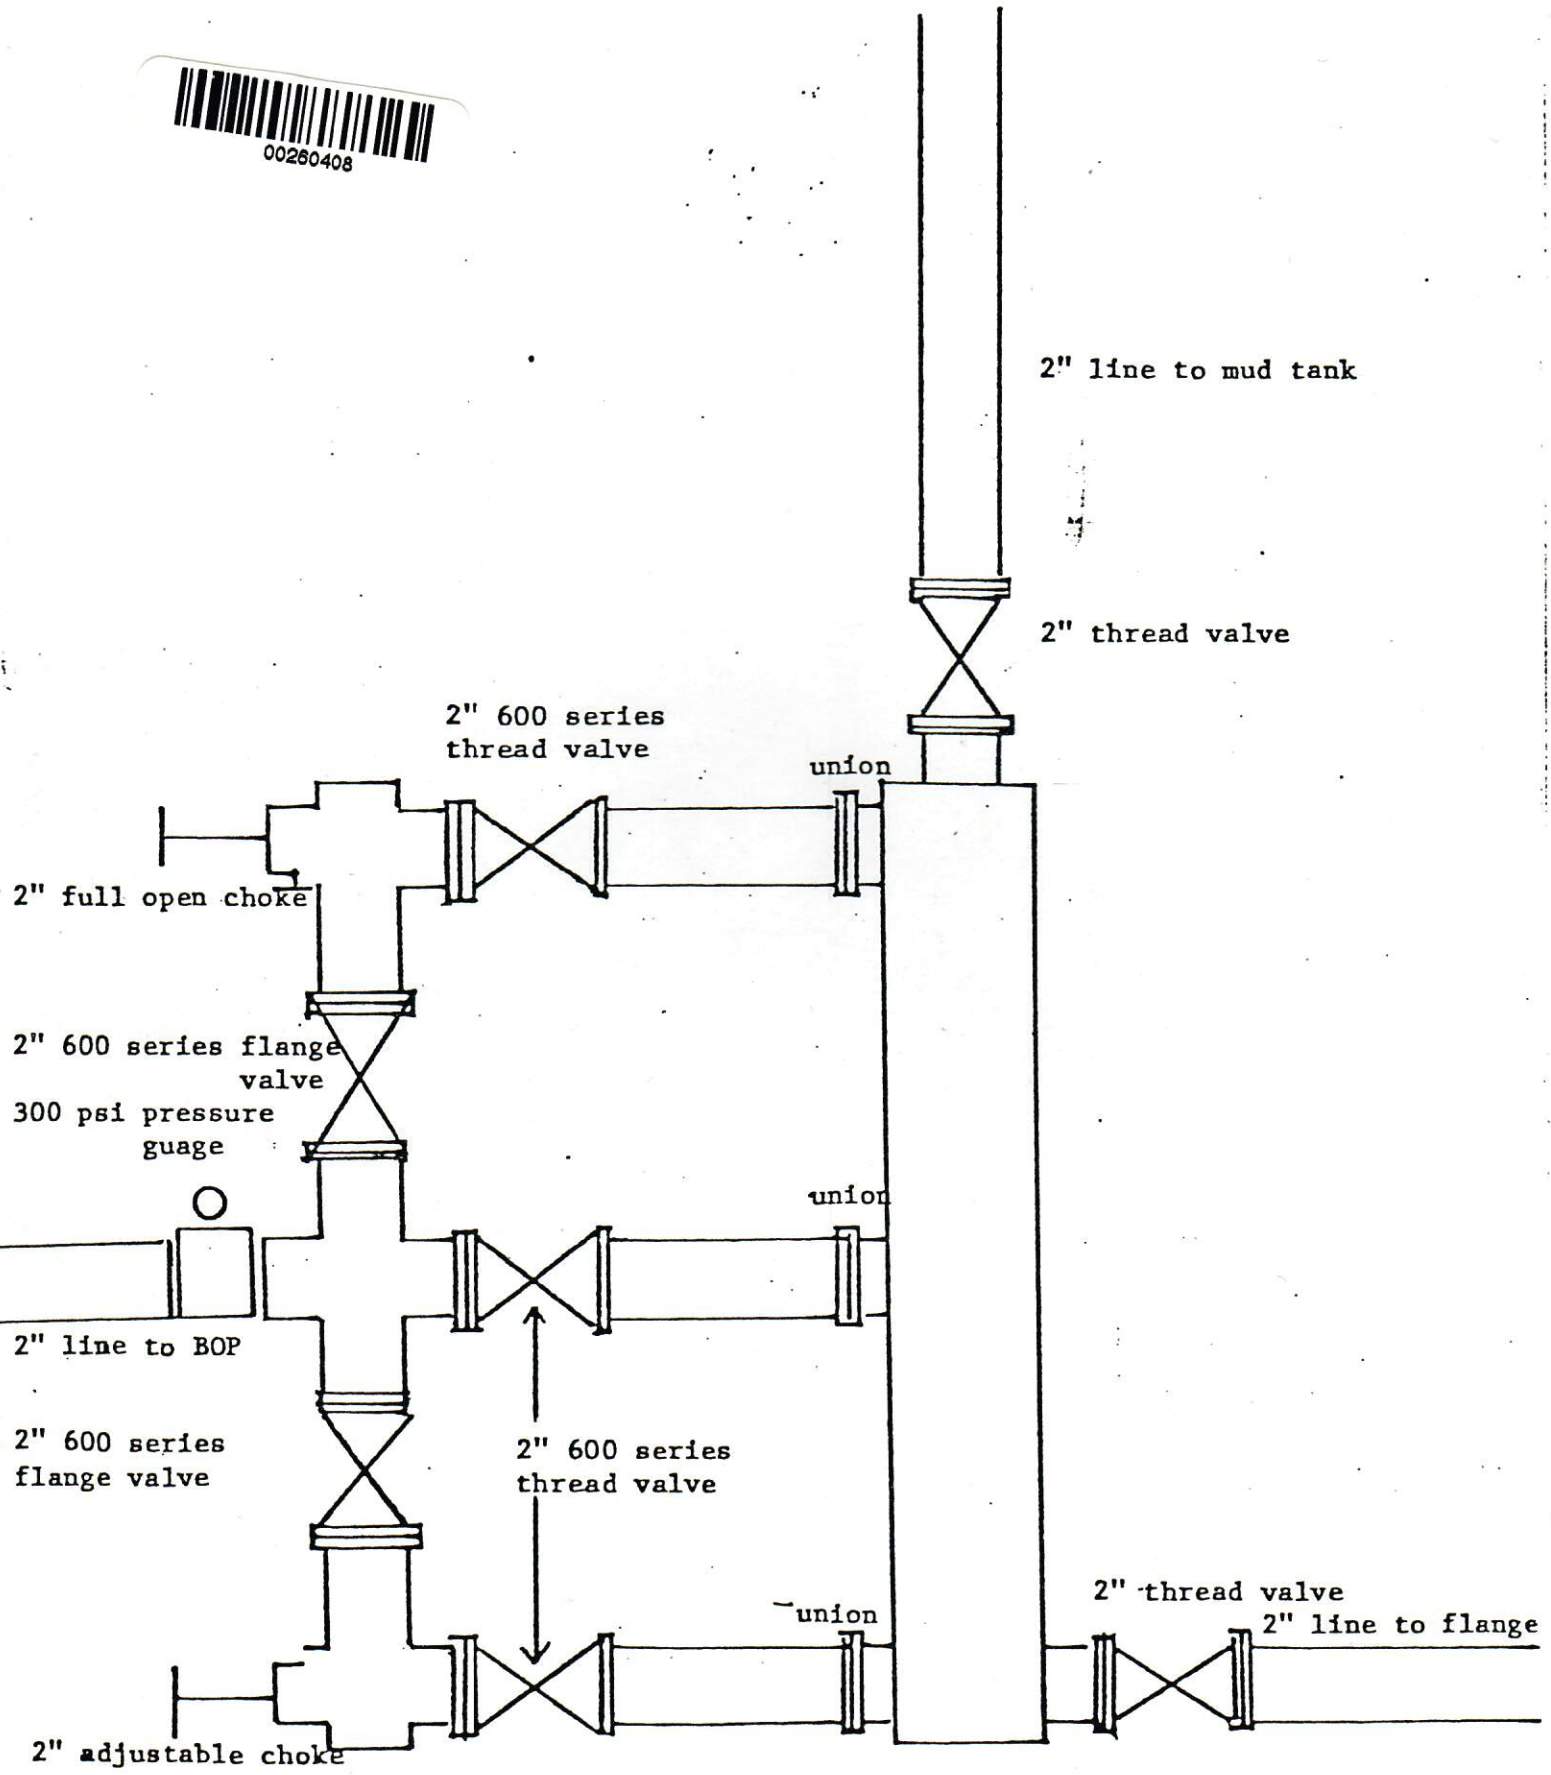 00260408
2" line to mud tank
2" thread valve
2" 600 series
thread valve
union
2" full open choke
2" 600 series flange
valve
300 psi pressure
guage
union
2" line to BOP
2" 600 series
flange valve
2" 600 series
thread valve
2" thread valve
2" line to flange
union
2" adjustable choke